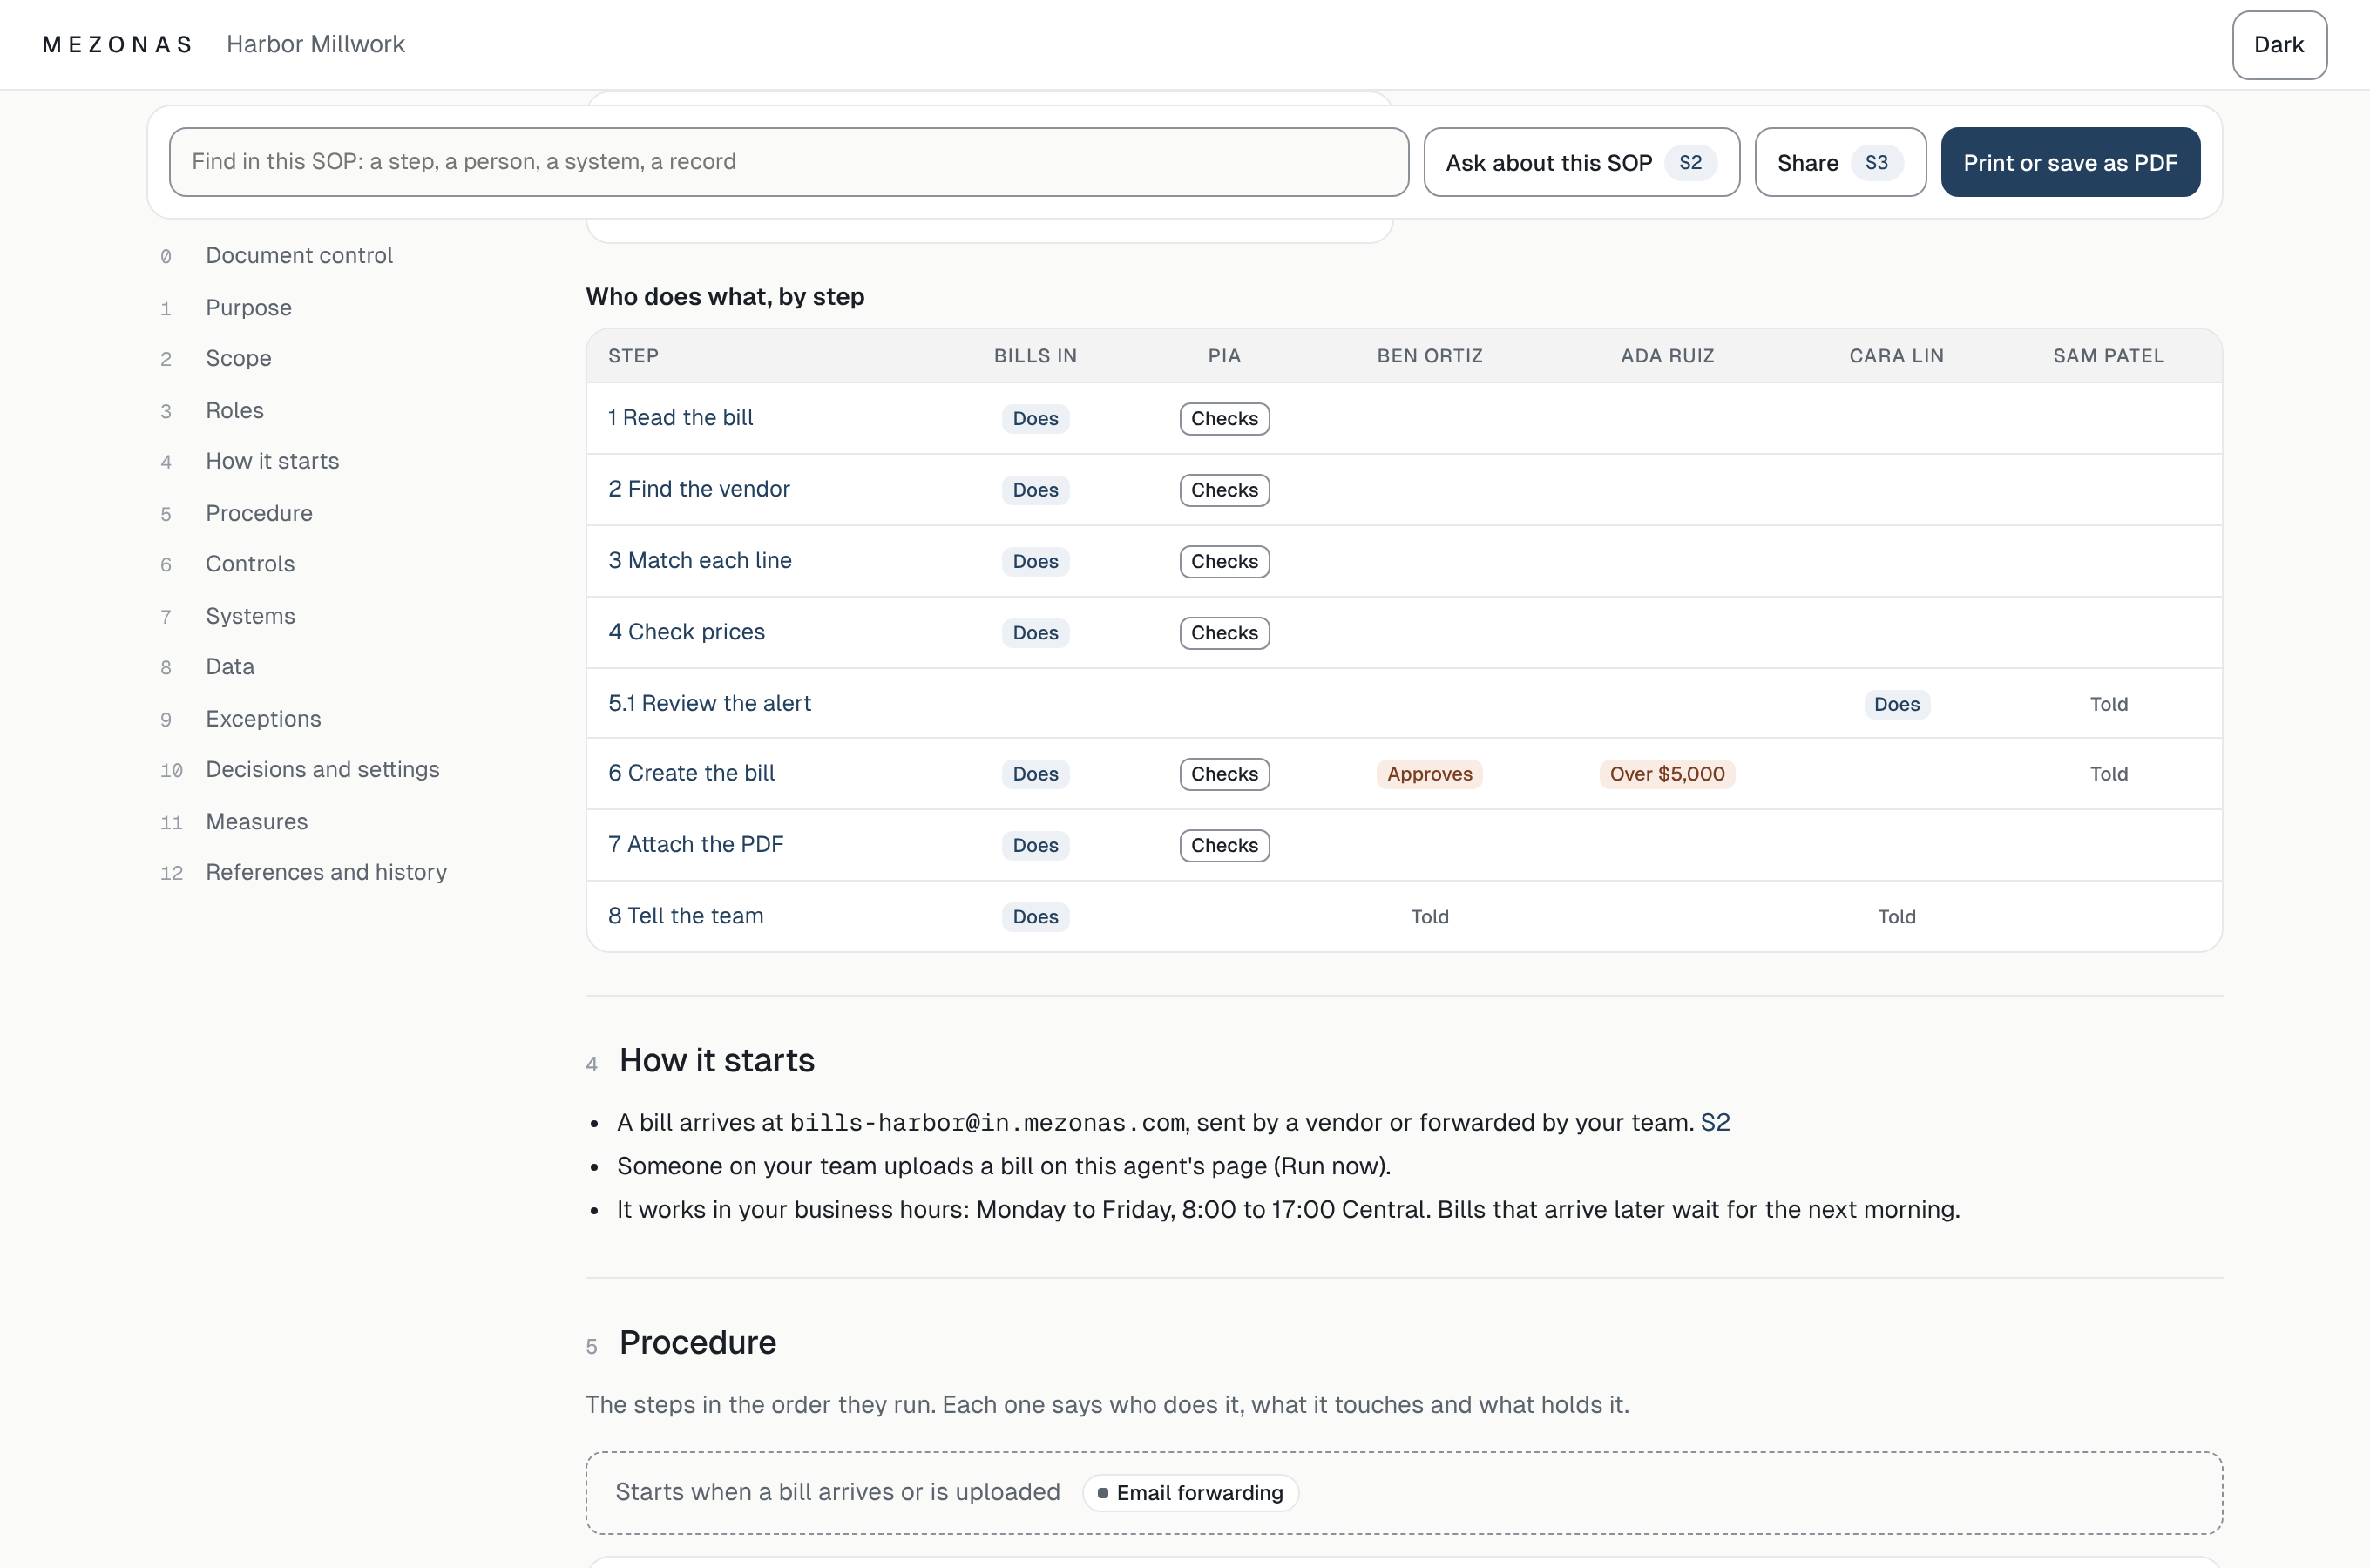 MEZONAS Harbor Millwork Dark
Find in this SOP: a step, a person, a system, a record Ask about this SOP S2 Share S3 Print or save as PDF
0 Document control
1 Purpose
2 Scope
3 Roles
4 How it starts
5 Procedure
6 Controls
7 Systems
8 Data
9 Exceptions
10 Decisions and settings
11 Measures
12 References and history
Who does what, by step
STEP BILLS IN PIA BEN ORTIZ ADA RUIZ CARA LIN SAM PATEL
1 Read the bill Does Checks
2 Find the vendor Does Checks
3 Match each line Does Checks
4 Check prices Does Checks
5.1 Review the alert Does Told
6 Create the bill Does Checks Approves Over $5,000 Told
7 Attach the PDF Does Checks
8 Tell the team Does Told Told
4 How it starts
• A bill arrives at bills-harbor@in.mezonas.com, sent by a vendor or forwarded by your team. S2
• Someone on your team uploads a bill on this agent's page (Run now).
• It works in your business hours: Monday to Friday, 8:00 to 17:00 Central. Bills that arrive later wait for the next morning.
5 Procedure
The steps in the order they run. Each one says who does it, what it touches and what holds it.
Starts when a bill arrives or is uploaded Email forwarding